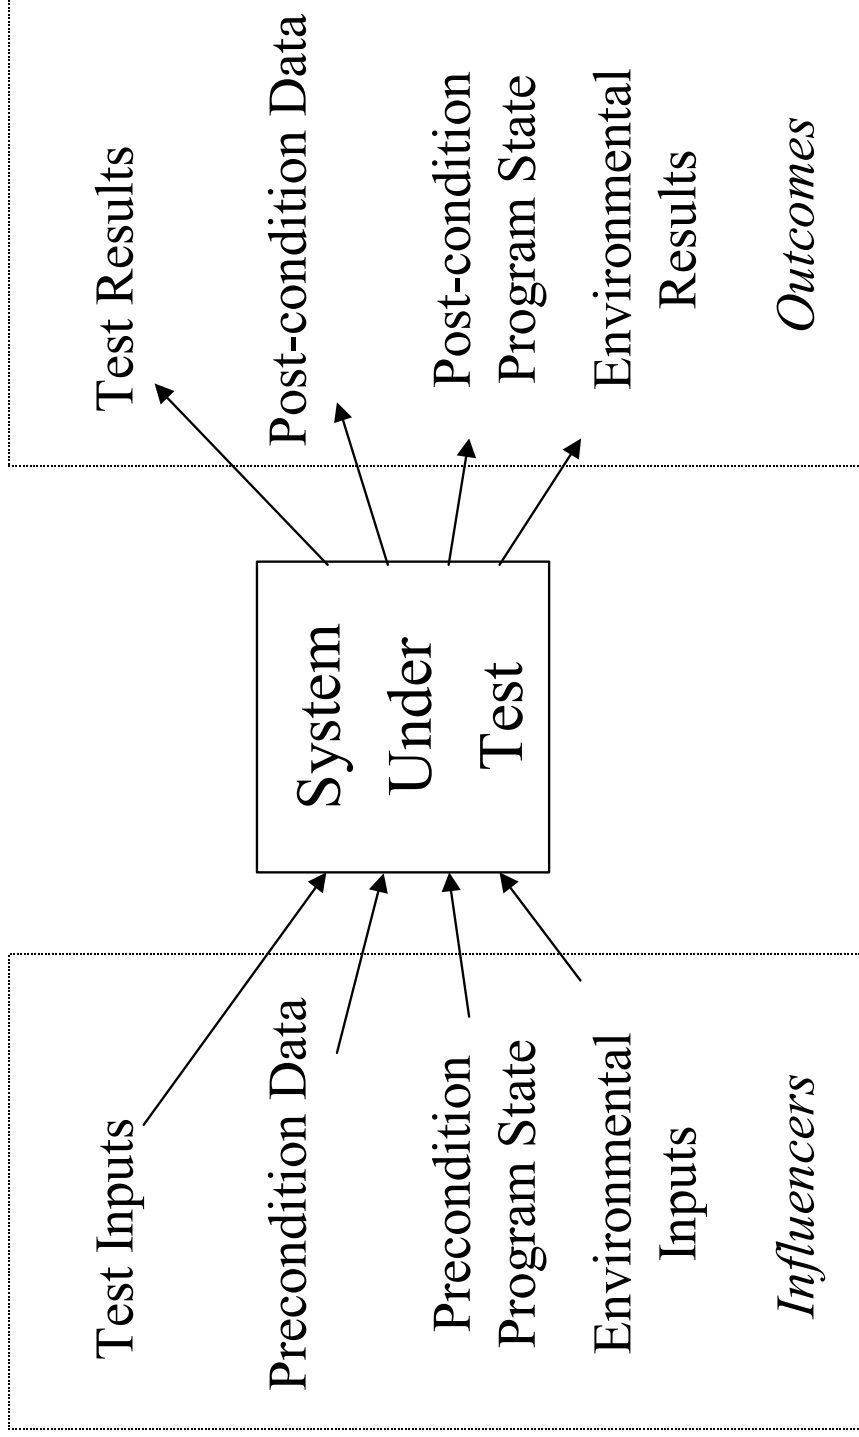 Test Inputs
Precondition Data
Precondition
Program State
Environmental
Inputs
Influencers
System
Under
Test
Test Results
Post-condition Data
Post-condition
Program State
Environmental
Results
Outcomes